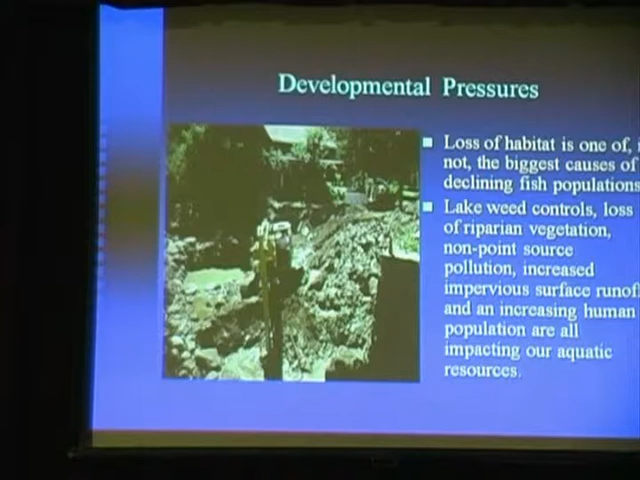 Developmental Pressures
Loss of habitat is one of,
not, the biggest causes of
declining fish populations
Lake weed controls, loss
of riparian vegetation,
non-point source
pollution, increased
impervious surface runof
and an increasing human
population are all
impacting our aquatic
resources.